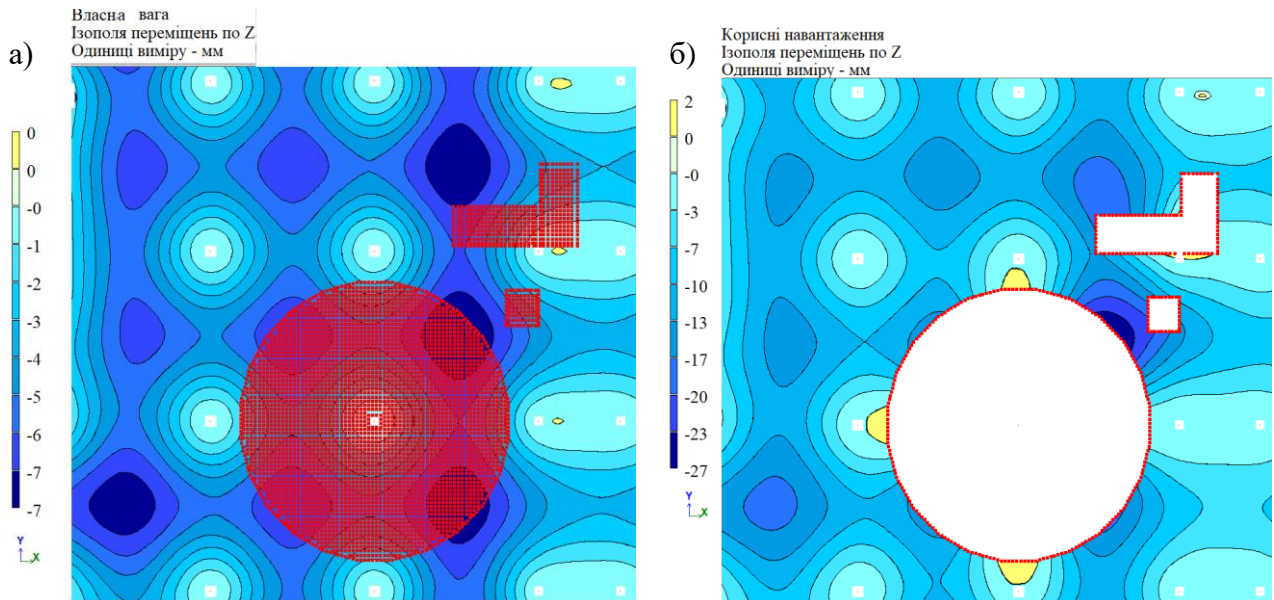 Власна вага
Ізополя переміщень по Z
Одиниці виміру - мм
а)
0
0
-0
-1
-2
-3
-4
-5
-6
-7
-7
Y
X
Корисні навантаження
Ізополя переміщень по Z
Одиниці виміру - мм
б)
2
0
-0
-3
-7
-10
-13
-17
-20
-23
-27
Y
X